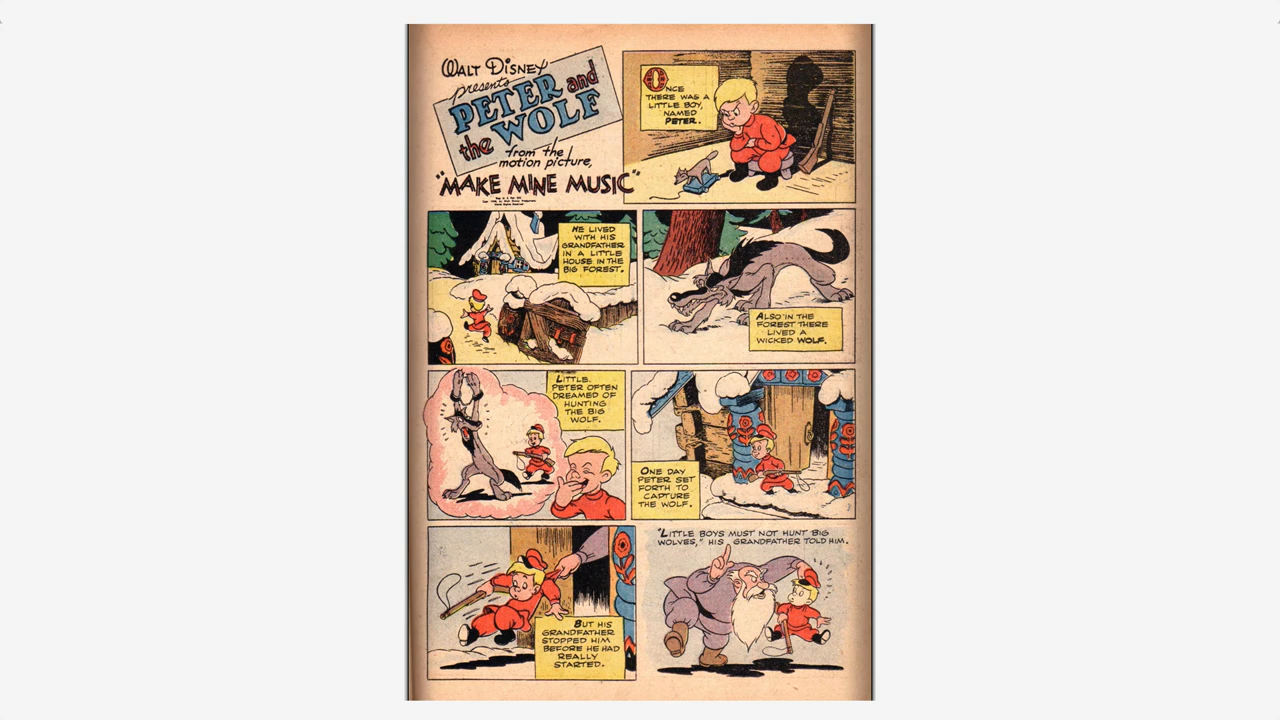 WALT DISNEY
presents
PETER and
the WOLF
from the
motion picture,
"MAKE MINE MUSIC"
ONCE
THERE WAS A
LITTLE BOY,
NAMED
PETER.
HE LIVED
WITH HIS
GRANDFATHER
IN A LITTLE
HOUSE IN THE
BIG FOREST.
ALSO IN THE
FOREST THERE
LIVED A
WICKED WOLF.
LITTLE
PETER OFTEN
DREAMED OF
HUNTING
THE BIG
WOLF.
ONE DAY
PETER SET
FORTH TO
CAPTURE
THE WOLF.
BUT HIS
GRANDFATHER
STOPPED HIM
BEFORE HE HAD
REALLY
STARTED.
"LITTLE BOYS MUST NOT HUNT BIG
WOLVES," HIS GRANDFATHER TOLD HIM.